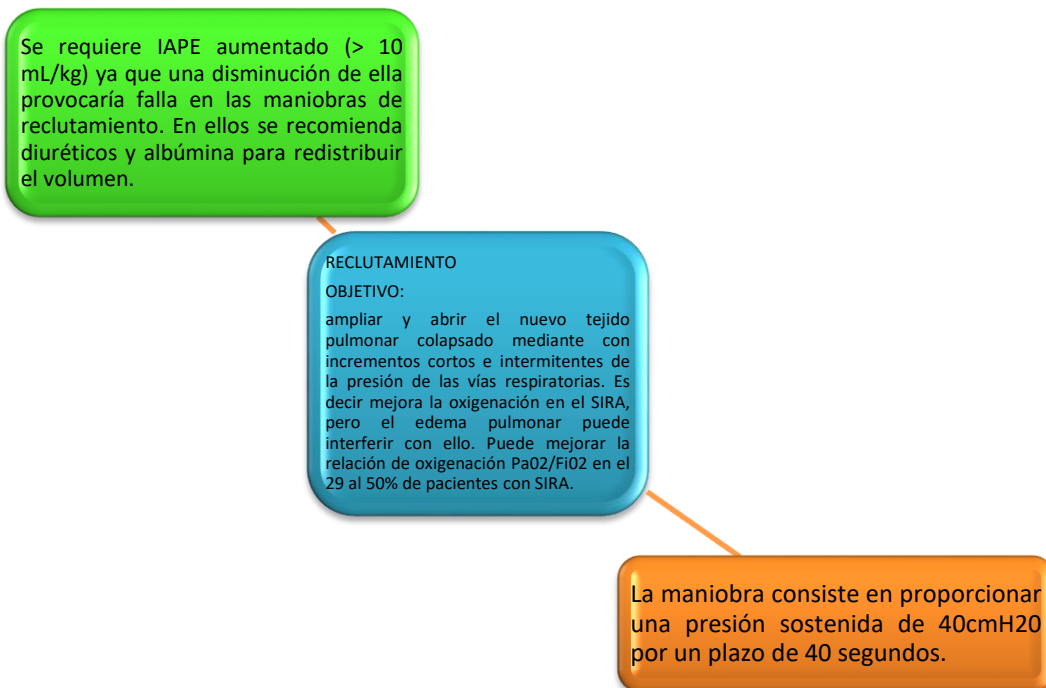 Se requiere IAPE aumentado (> 10
mL/kg) ya que una disminución de ella
provocaría falla en las maniobras de
reclutamiento. En ellos se recomienda
diuréticos y albúmina para redistribuir
el volumen.
RECLUTAMIENTO
OBJETIVO:
ampliar y abrir el nuevo tejido
pulmonar colapsado mediante con
incrementos cortos e intermitentes de
la presión de las vías respiratorias. Es
decir mejora la oxigenación en el SIRA,
pero el edema pulmonar puede
interferir con ello. Puede mejorar la
relación de oxigenación Pa02/Fi02 en el
29 al 50% de pacientes con SIRA.
La maniobra consiste en proporcionar
una presión sostenida de 40cmH20
por un plazo de 40 segundos.